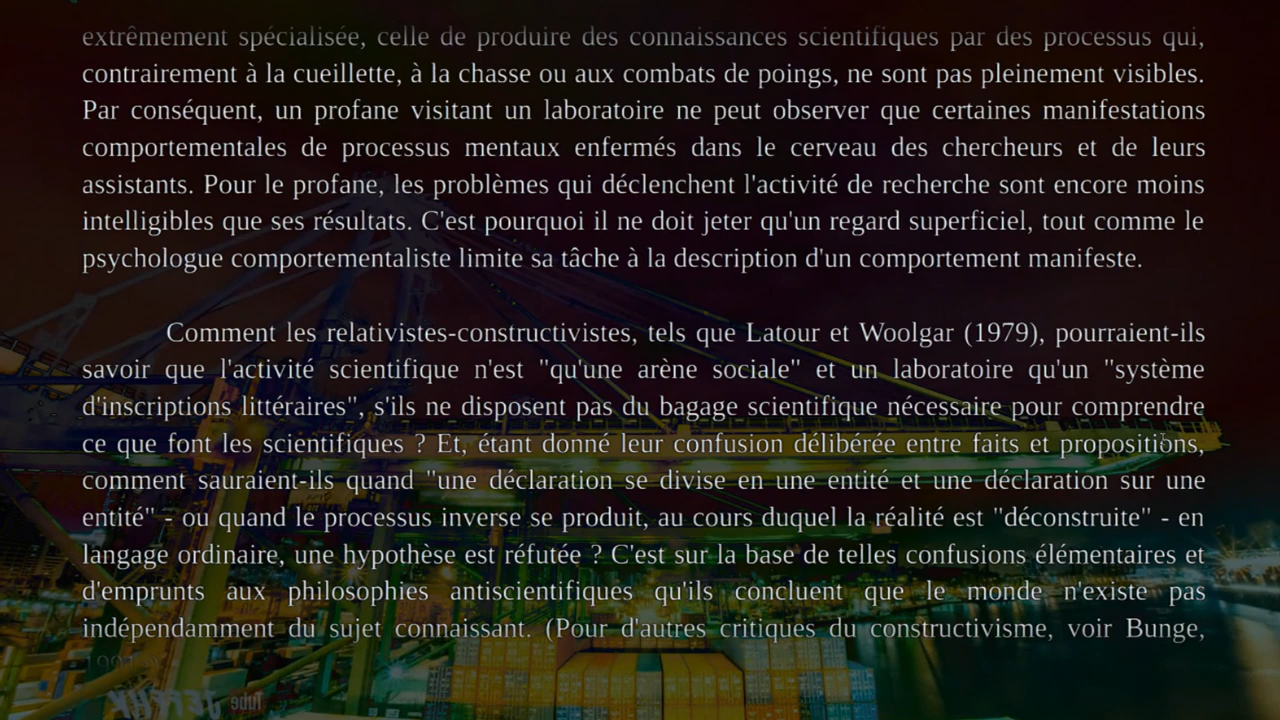 extrêmement spécialisée, celle de produire des connaissances scientifiques par des processus qui,
contrairement à la cueillette, à la chasse ou aux combats de poings, ne sont pas pleinement visibles.
Par conséquent, un profane visitant un laboratoire ne peut observer que certaines manifestations
comportementales de processus mentaux enfermés dans le cerveau des chercheurs et de leurs
assistants. Pour le profane, les problèmes qui déclenchent l'activité de recherche sont encore moins
intelligibles que ses résultats. C'est pourquoi il ne doit jeter qu'un regard superficiel, tout comme le
psychologue comportementaliste limite sa tâche à la description d'un comportement manifeste.
Comment les relativistes-constructivistes, tels que Latour et Woolgar (1979), pourraient-ils
savoir que l'activité scientifique n'est "qu'une arène sociale" et un laboratoire qu'un "système
d'inscriptions littéraires", s'ils ne disposent pas du bagage scientifique nécessaire pour comprendre
ce que font les scientifiques ? Et, étant donné leur confusion délibérée entre faits et propositions,
comment sauraient-ils quand "une déclaration se divise en une entité et une déclaration sur une
entité" - ou quand le processus inverse se produit, au cours duquel la réalité est "déconstruite" - en
langage ordinaire, une hypothèse est réfutée ? C'est sur la base de telles confusions élémentaires et
d'emprunts aux philosophies antiscientifiques qu'ils concluent que le monde n'existe pas
indépendamment du sujet connaissant. (Pour d'autres critiques du constructivisme, voir Bunge,
Tube